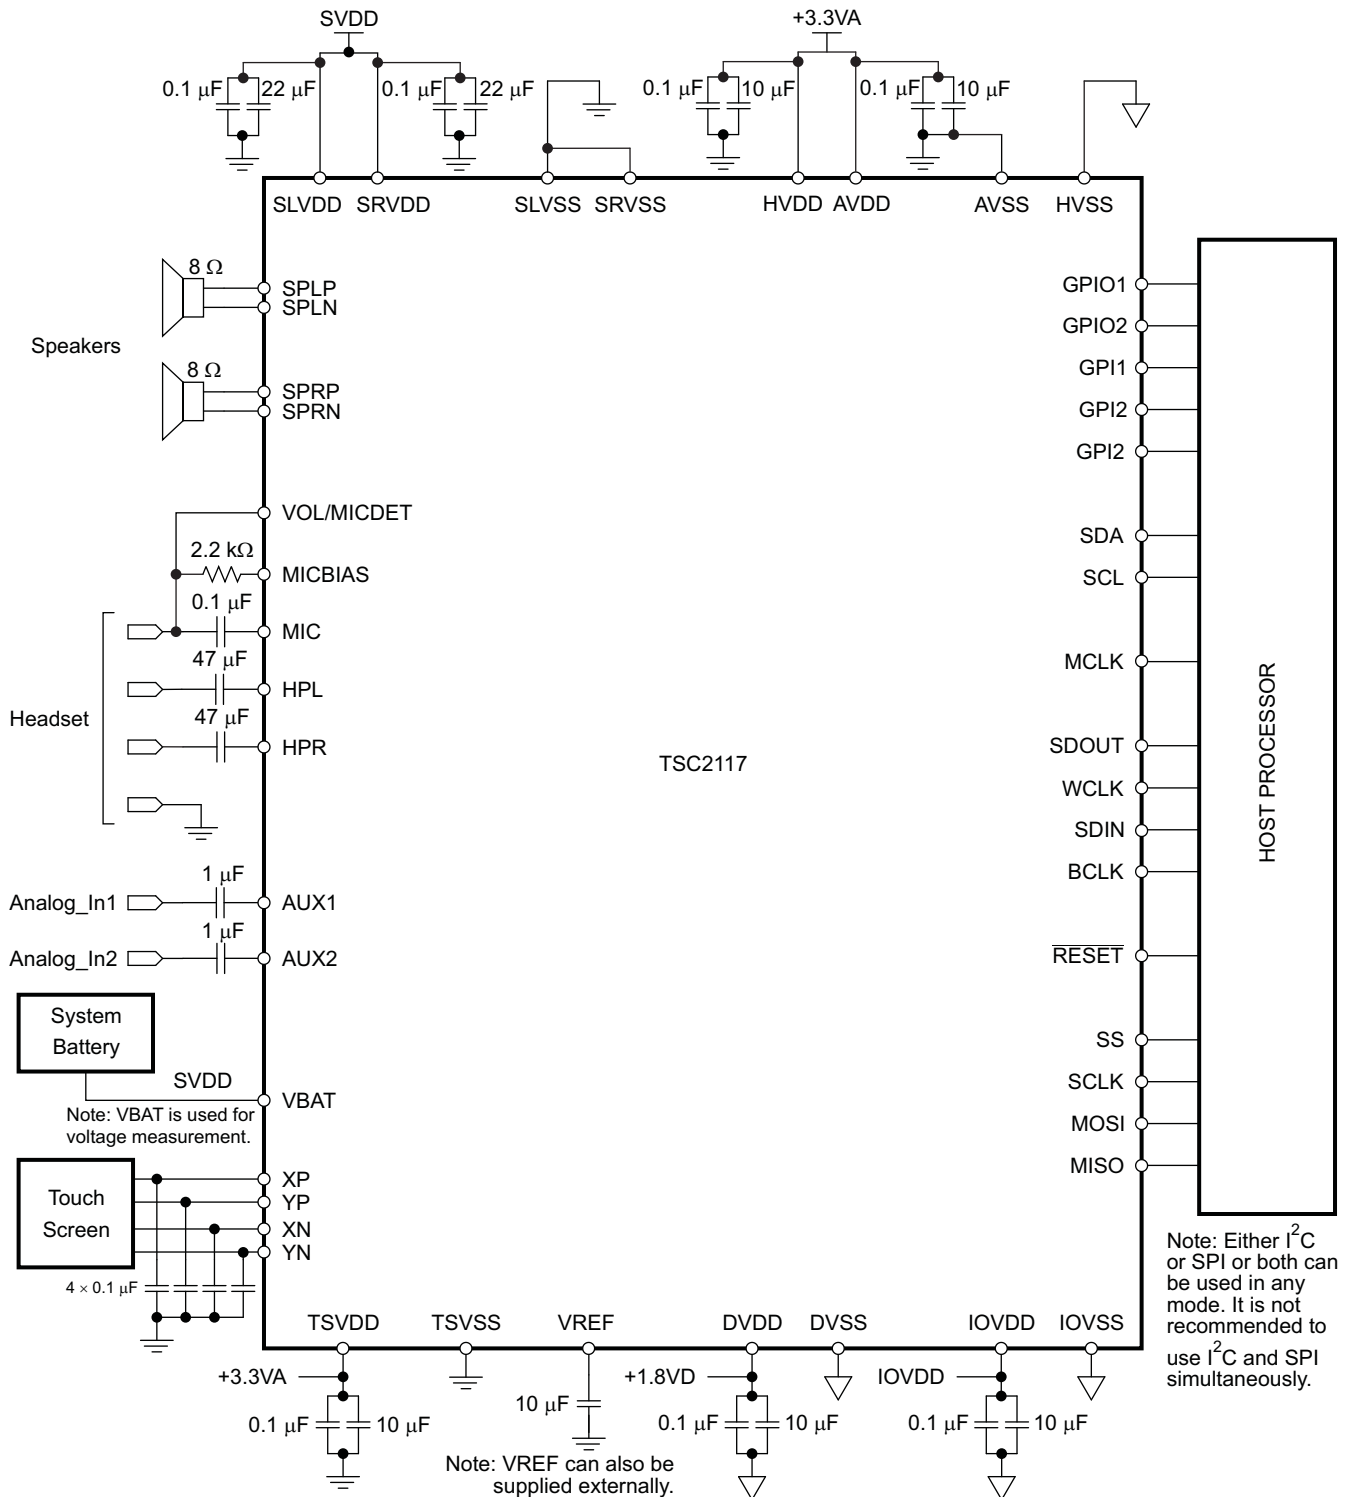 SVDD
+3.3VA
0.1 μF 22 μF
0.1 μF 22 μF
0.1 μF 10 μF
0.1 μF 10 μF
SLVDD SRVDD
SLVSS SRVSS
HVDD AVDD
AVSS HVSS
Speakers
8 Ω
SPLP
SPLN
8 Ω
SPRP
SPRN
VOL/MICDET
2.2 kΩ
MICBIAS
0.1 μF
MIC
47 μF
HPL
47 μF
HPR
Headset
Analog_In1
1 μF
AUX1
Analog_In2
1 μF
AUX2
System
Battery
SVDD
VBAT
Note: VBAT is used for
voltage measurement.
Touch
Screen
XP
YP
XN
YN
4 × 0.1 μF
TSC2117
GPIO1
GPIO2
GPI1
GPI2
GPI2
SDA
SCL
MCLK
SDOUT
WCLK
SDIN
BCLK
RESET
SS
SCLK
MOSI
MISO
HOST PROCESSOR
Note: Either I²C
or SPI or both can
be used in any
mode. It is not
recommended to
use I²C and SPI
simultaneously.
TSVDD
TSVSS
VREF
DVDD
DVSS
IOVDD
IOVSS
+3.3VA
0.1 μF 10 μF
10 μF
Note: VREF can also be
supplied externally.
+1.8VD
0.1 μF 10 μF
IOVDD
0.1 μF 10 μF